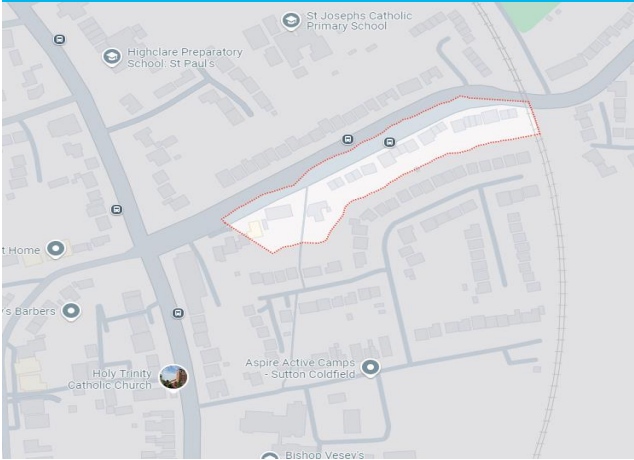 St Josephs Catholic
Primary School
Highclare Preparatory
School: St Paul's
t Home
's Barbers
Holy Trinity
Catholic Church
Aspire Active Camps
- Sutton Coldfield
Bishop Vesey's